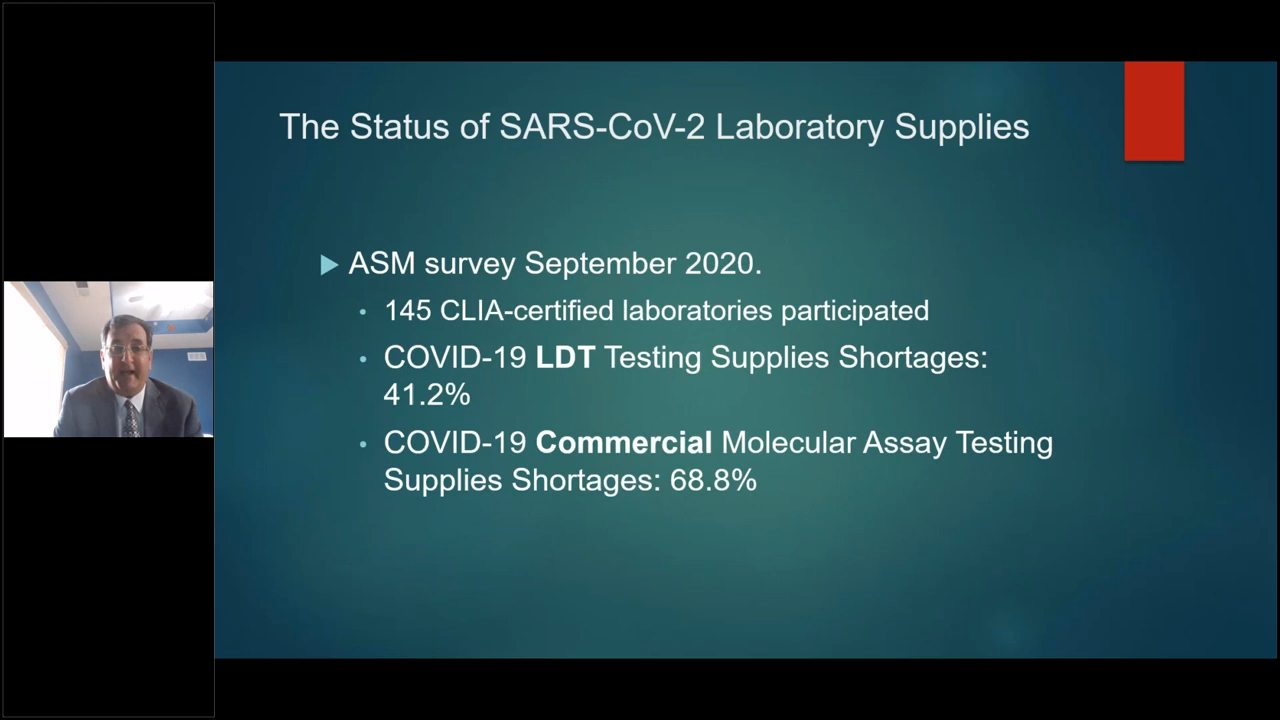 The Status of SARS-CoV-2 Laboratory Supplies
ASM survey September 2020.
145 CLIA-certified laboratories participated
COVID-19 LDT Testing Supplies Shortages:
41.2%
COVID-19 Commercial Molecular Assay Testing
Supplies Shortages: 68.8%